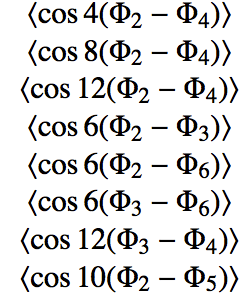 ⟨cos 4(Φ₂ − Φ₄)⟩
⟨cos 8(Φ₂ − Φ₄)⟩
⟨cos 12(Φ₂ − Φ₄)⟩
⟨cos 6(Φ₂ − Φ₃)⟩
⟨cos 6(Φ₂ − Φ₆)⟩
⟨cos 6(Φ₃ − Φ₆)⟩
⟨cos 12(Φ₃ − Φ₄)⟩
⟨cos 10(Φ₂ − Φ₅)⟩